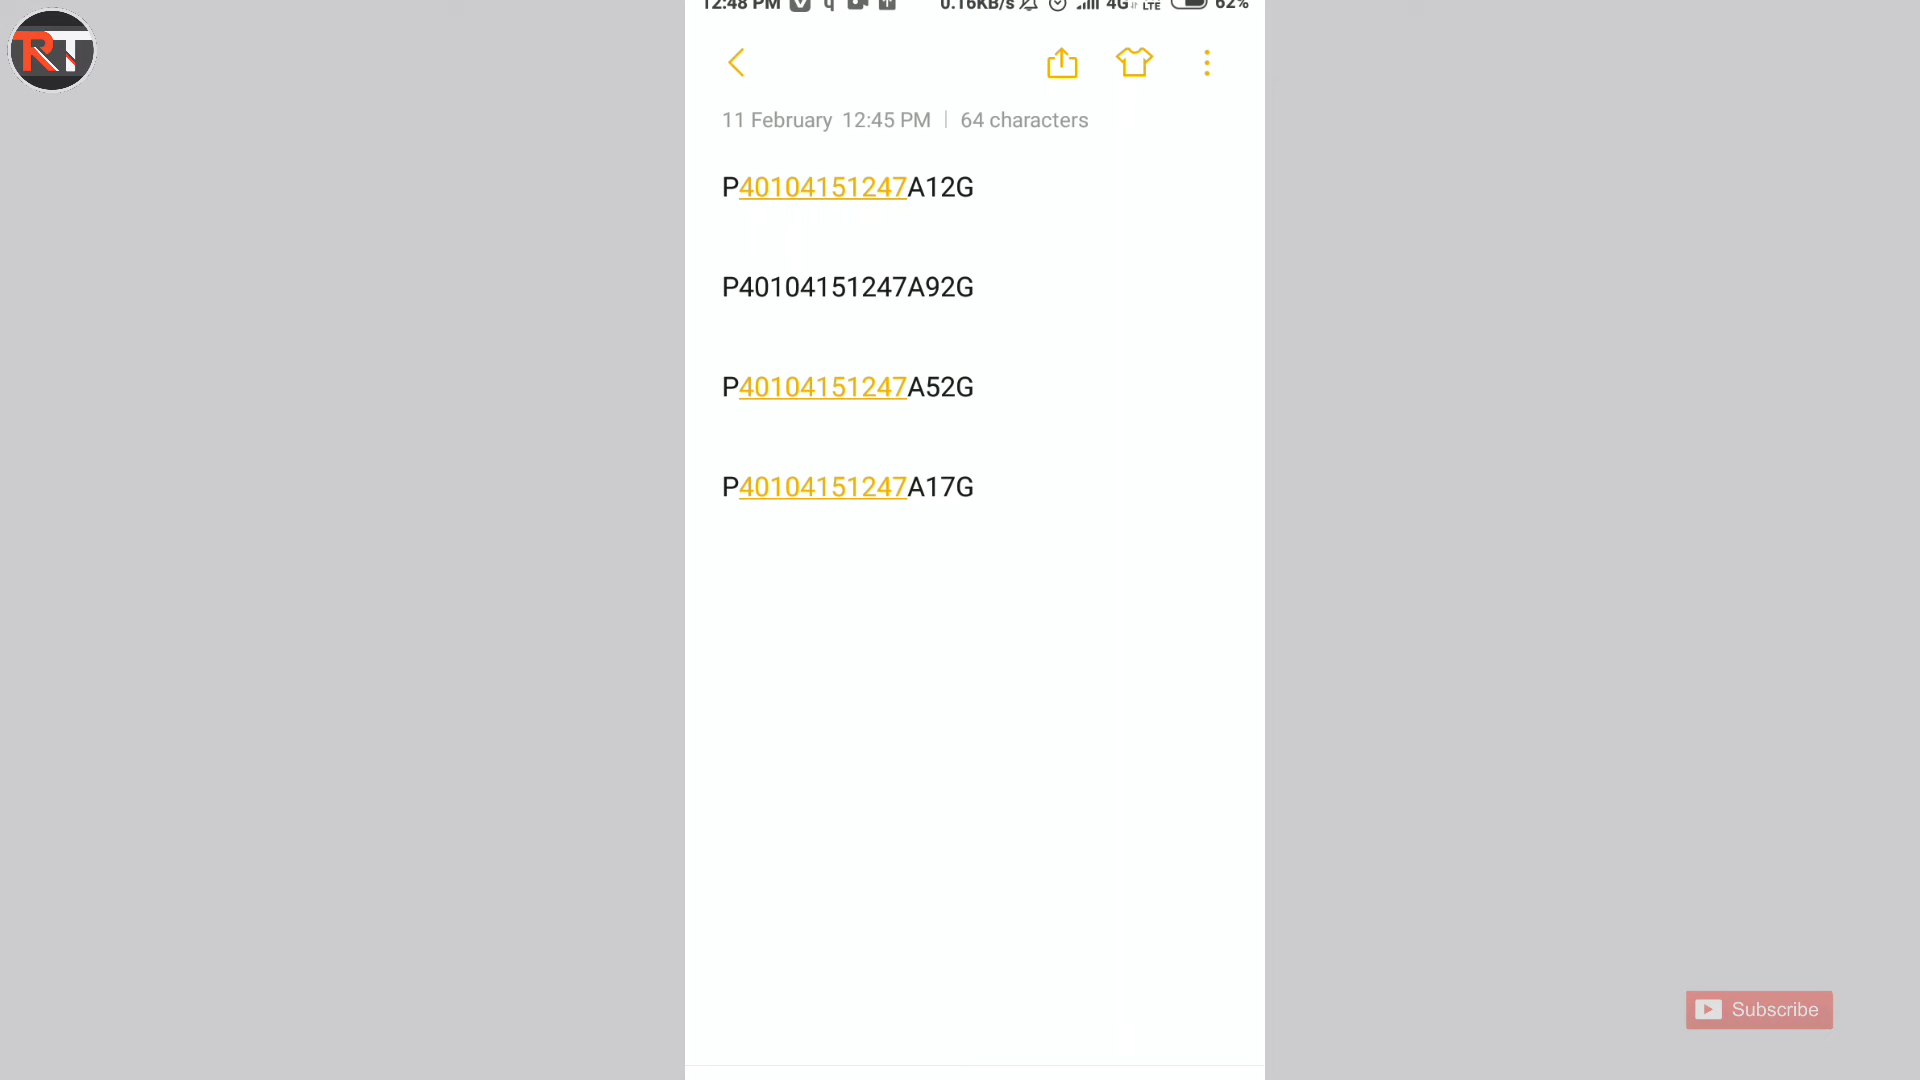 RT
12:48 PM 0.16KB/s 4G LTE 62%
11 February 12:45 PM | 64 characters
P40104151247A12G
P40104151247A92G
P40104151247A52G
P40104151247A17G
Subscribe